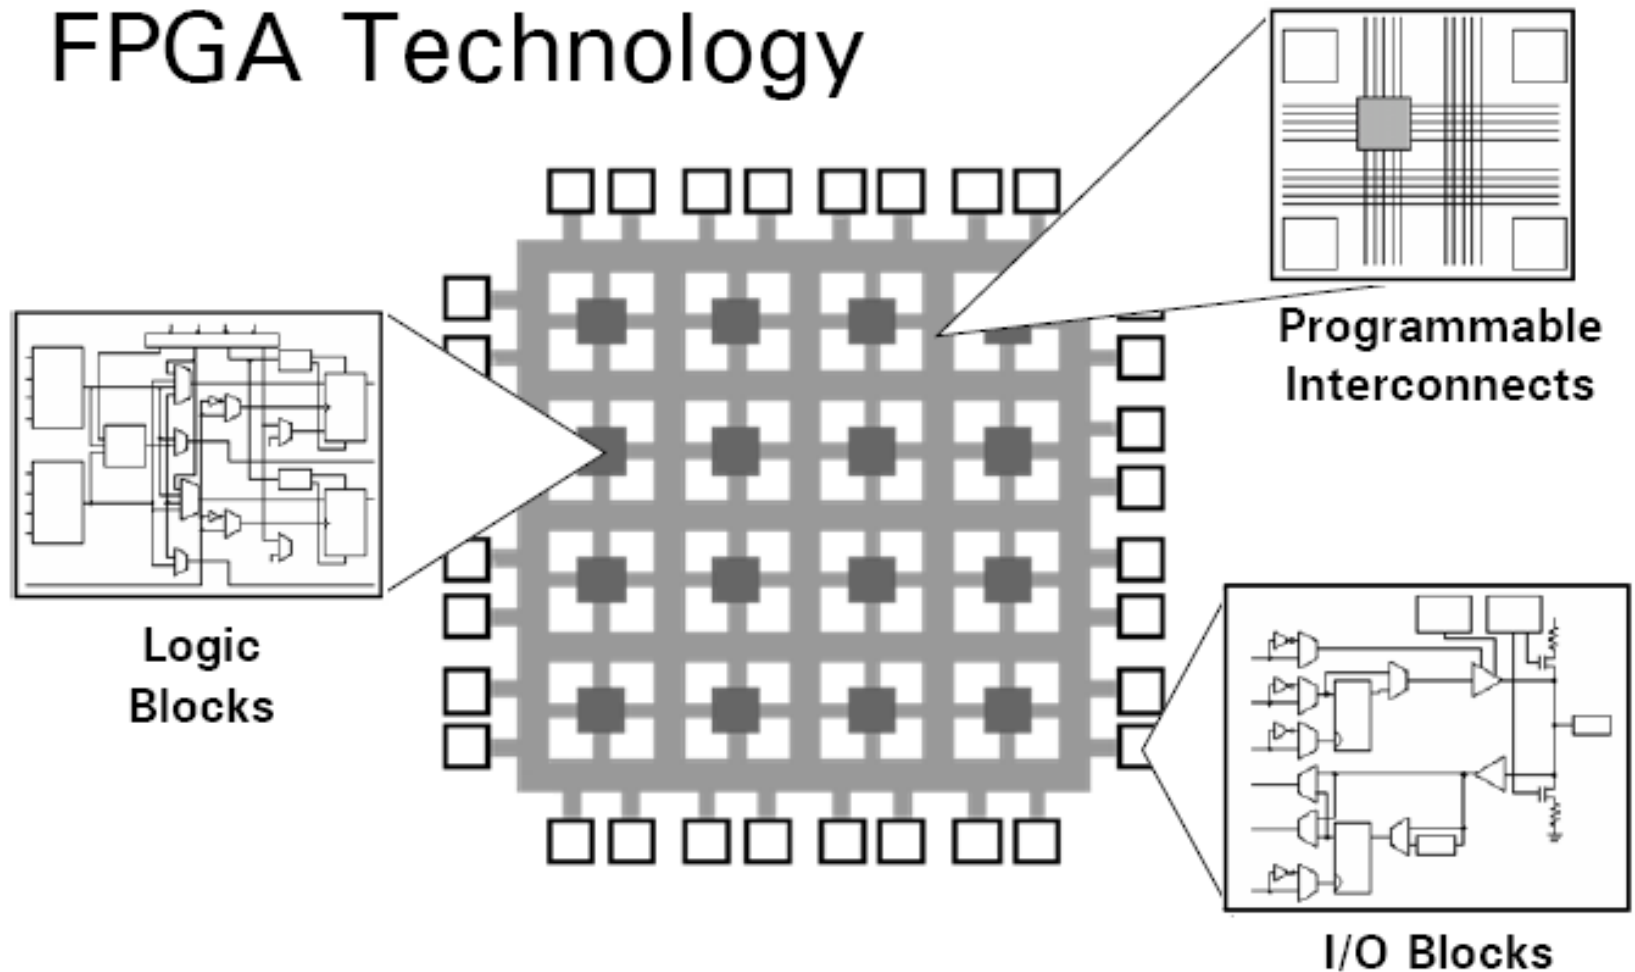 FPGA Technology
Programmable
Interconnects
Logic
Blocks
I/O Blocks